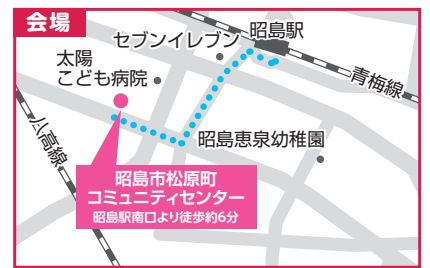 会場
昭島駅
セブンイレブン
太陽
こども病院
青梅線
八高線
昭島恵泉幼稚園
昭島市松原町
コミュニティセンター
昭島駅南口より徒歩約6分